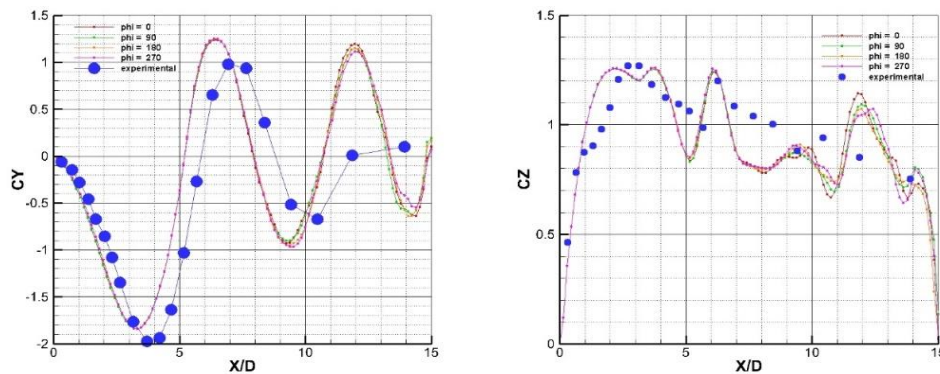 1.5
phi = 0
phi = 90
phi = 180
phi = 270
experimental
1
0.5
0
-0.5
-1
-1.5
-2
CY
0
5
10
15
X/D
1.5
phi = 0
phi = 90
phi = 180
phi = 270
experimental
1
0.5
0
CZ
0
5
10
15
X/D